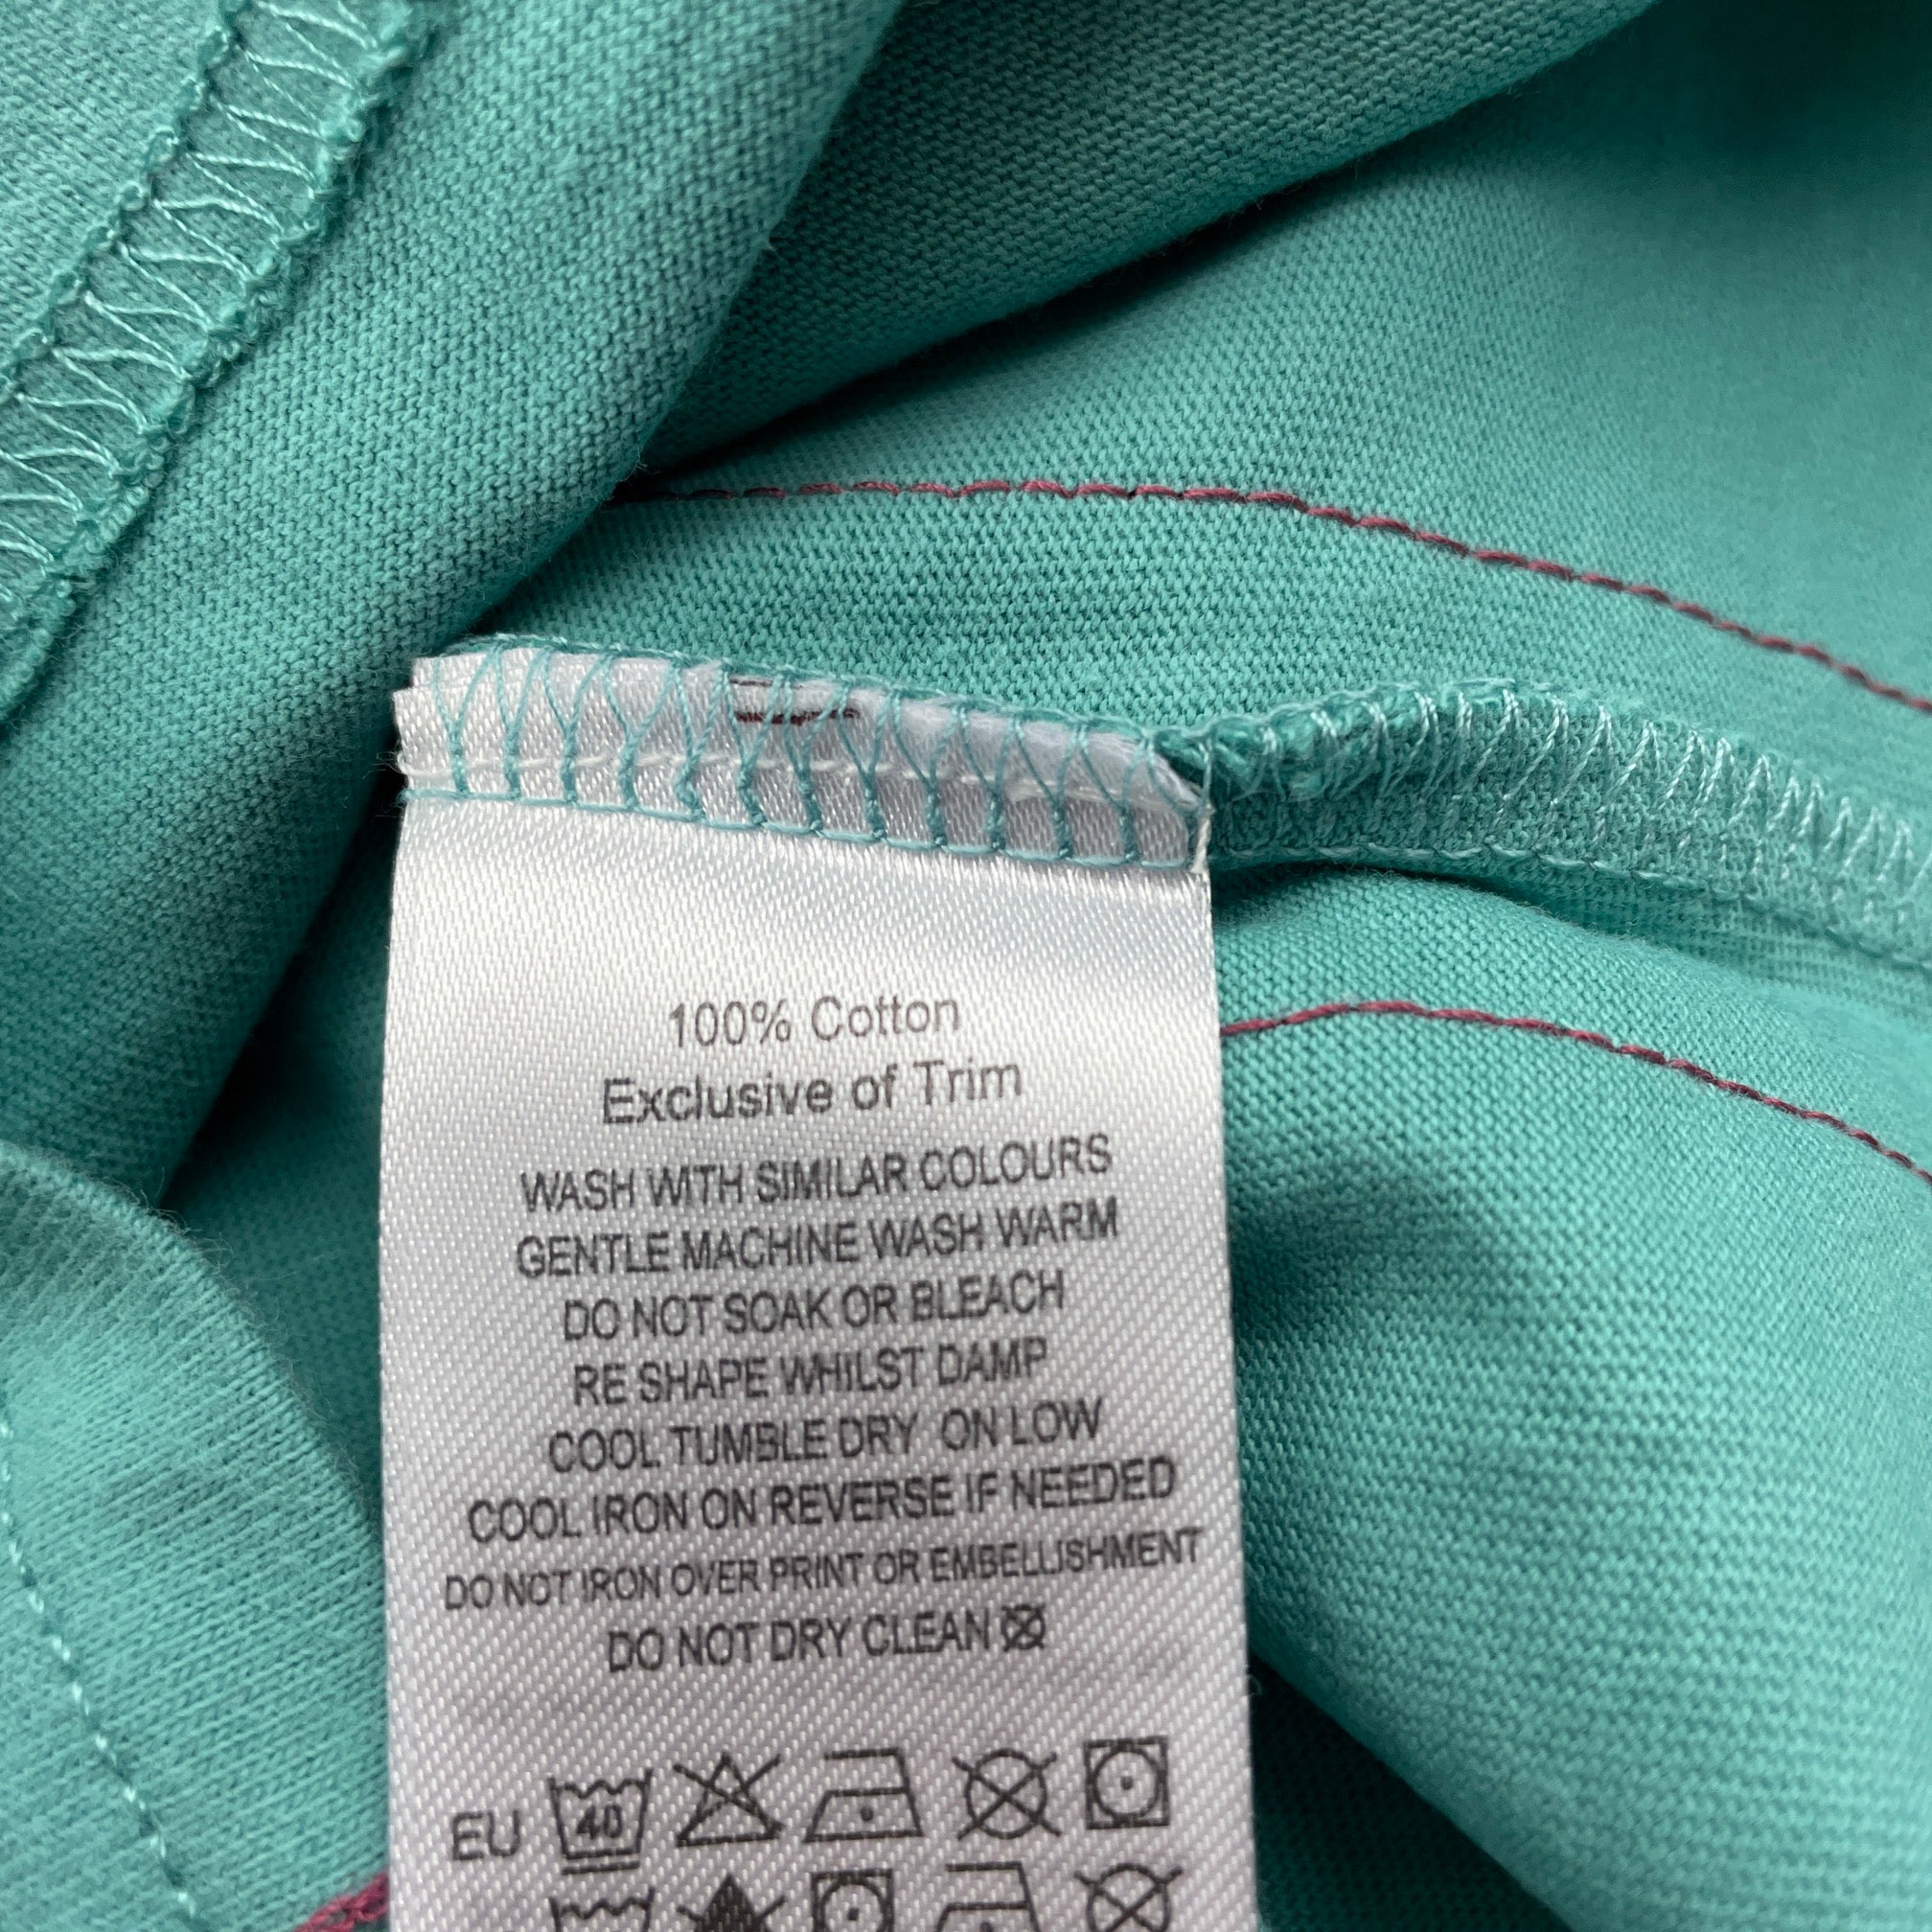 100% Cotton
Exclusive of Trim
WASH WITH SIMILAR COLOURS
GENTLE MACHINE WASH WARM
DO NOT SOAK OR BLEACH
RE SHAPE WHILST DAMP
COOL TUMBLE DRY ON LOW
COOL IRON ON REVERSE IF NEEDED
DO NOT IRON OVER PRINT OR EMBELLISHMENT
DO NOT DRY CLEAN
EU 40